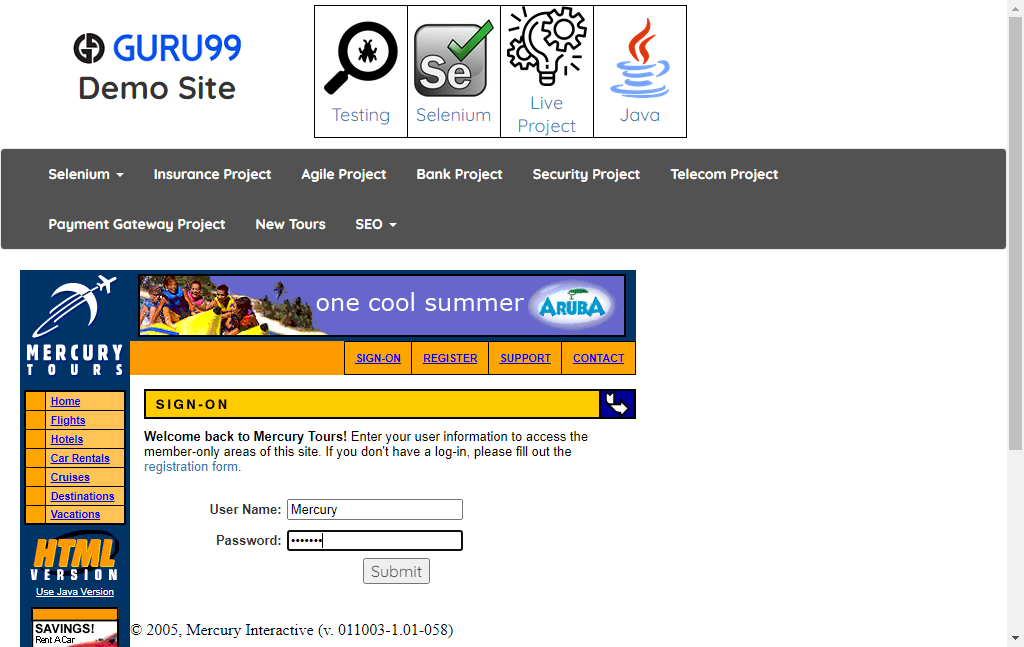 GURU99
Demo Site
Testing
Se
Selenium
Live
Project
Java
Selenium Insurance Project Agile Project Bank Project Security Project Telecom Project
Payment Gateway Project New Tours SEO
MERCURY
TOURS
one cool summer ARUBA
SIGN-ON REGISTER SUPPORT CONTACT
Home
Flights
Hotels
Car Rentals
Cruises
Destinations
Vacations
HTML
VERSION
Use Java Version
SAVINGS!
Rent A Car
SIGN-ON
Welcome back to Mercury Tours! Enter your user information to access the
member-only areas of this site. If you don't have a log-in, please fill out the
registration form.
User Name: Mercury
Password: •••••••
Submit
© 2005, Mercury Interactive (v. 011003-1.01-058)